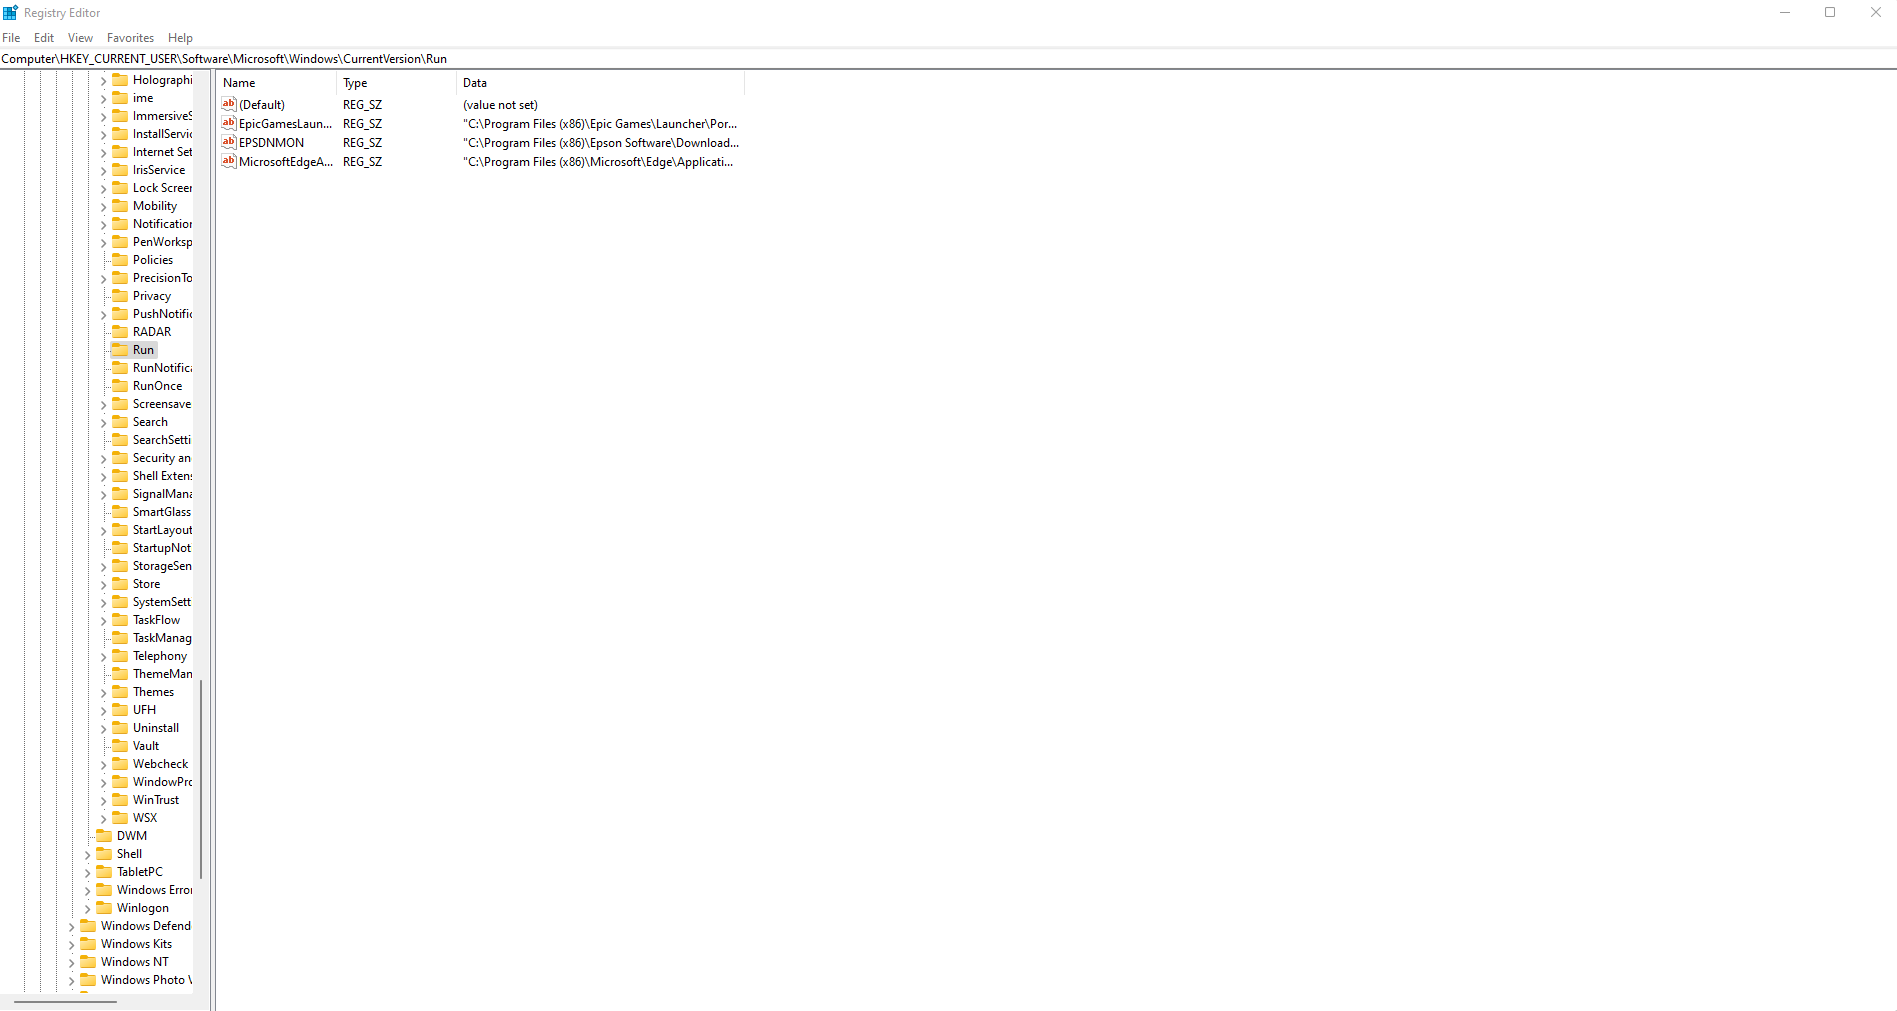 Registry Editor
File Edit View Favorites Help
Computer\HKEY_CURRENT_USER\Software\Microsoft\Windows\CurrentVersion\Run
Name Type Data
(Default) REG_SZ (value not set)
EpicGamesLaun... REG_SZ "C:\Program Files (x86)\Epic Games\Launcher\Por...
EPSDNMON REG_SZ "C:\Program Files (x86)\Epson Software\Download...
MicrosoftEdgeA... REG_SZ "C:\Program Files (x86)\Microsoft\Edge\Applicati...
Holographi
ime
ImmersiveS
InstallServic
Internet Set
IrisService
Lock Screen
Mobility
Notification
PenWorksp
Policies
PrecisionTo
Privacy
PushNotific
RADAR
Run
RunNotifica
RunOnce
Screensave
Search
SearchSetti
Security an
Shell Extens
SignalMana
SmartGlass
StartLayout
StartupNot
StorageSen
Store
SystemSett
TaskFlow
TaskManag
Telephony
ThemeMan
Themes
UFH
Uninstall
Vault
Webcheck
WindowPro
WinTrust
WSX
DWM
Shell
TabletPC
Windows Error
Winlogon
Windows Defend
Windows Kits
Windows NT
Windows Photo V